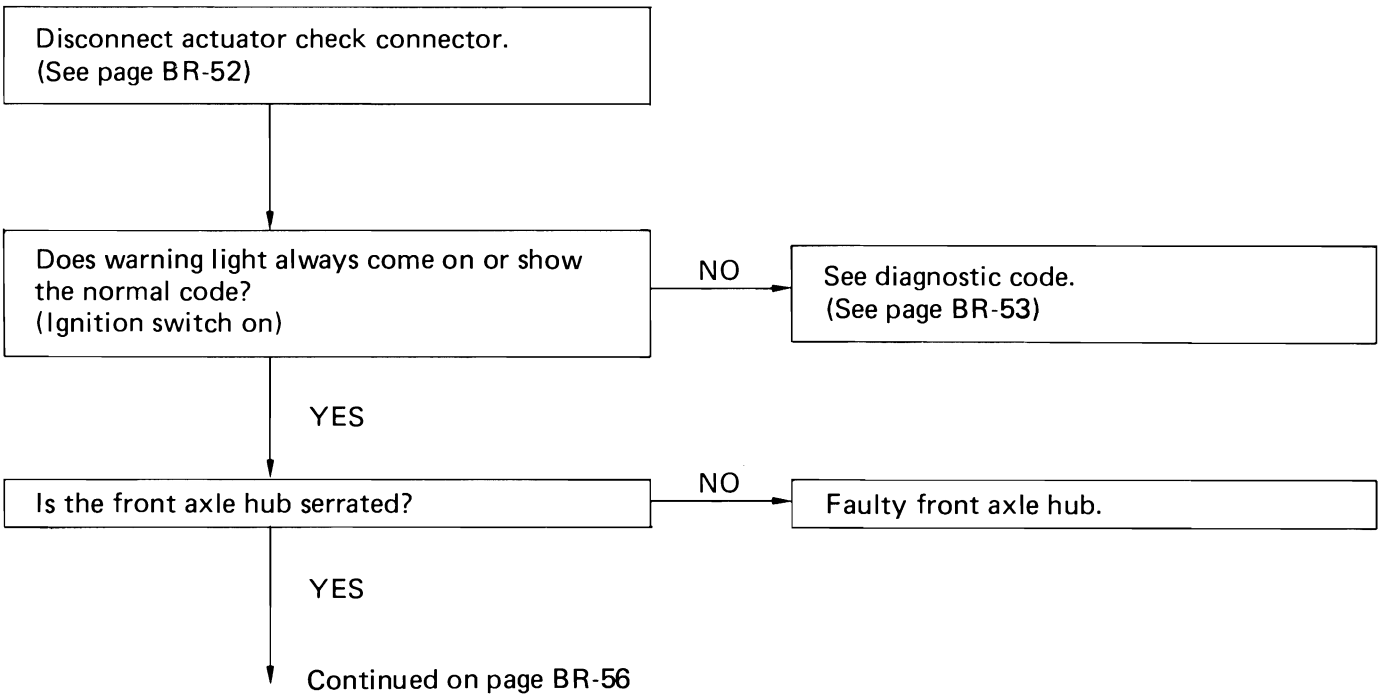 Disconnect actuator check connector.
(See page BR-52)
Does warning light always come on or show
the normal code?
(Ignition switch on)
NO
See diagnostic code.
(See page BR-53)
YES
Is the front axle hub serrated?
NO
Faulty front axle hub.
YES
Continued on page BR-56